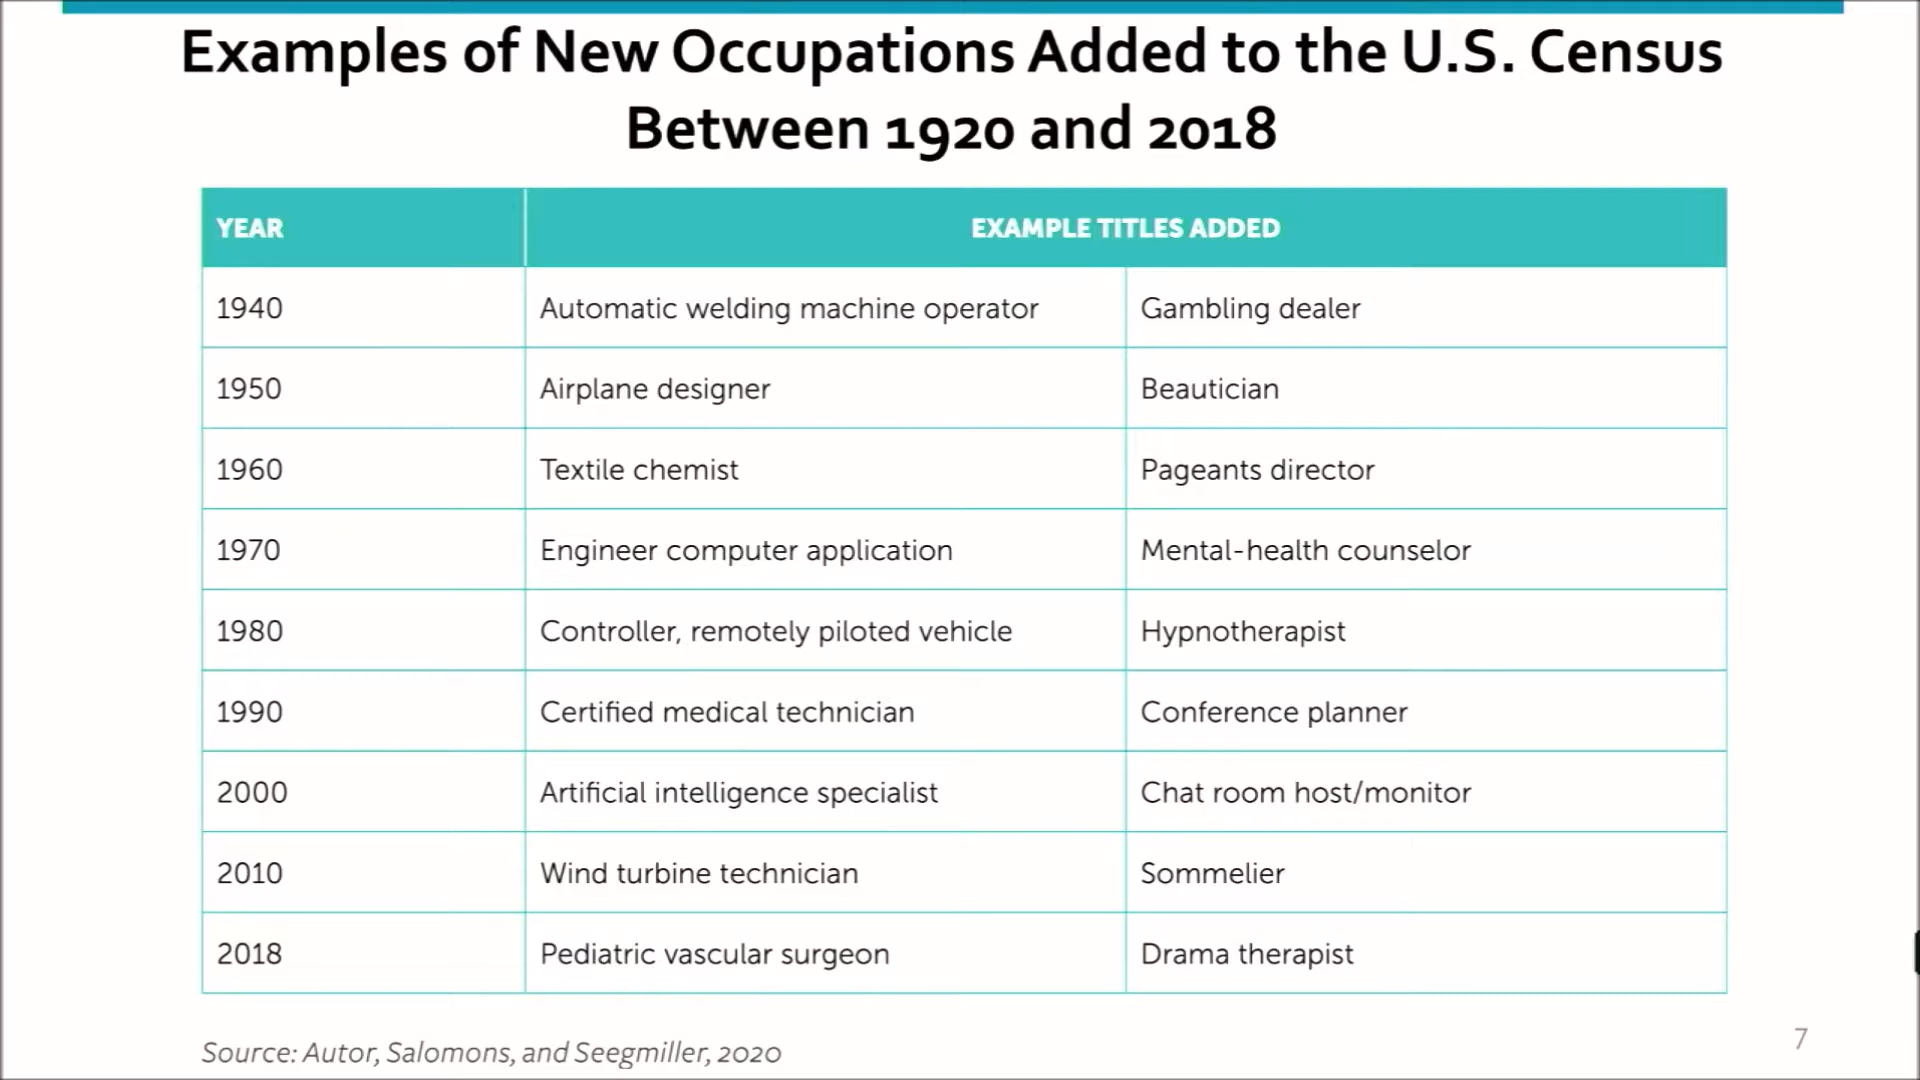 Examples of New Occupations Added to the U.S. Census
Between 1920 and 2018
YEAR EXAMPLE TITLES ADDED
1940 Automatic welding machine operator Gambling dealer
1950 Airplane designer Beautician
1960 Textile chemist Pageants director
1970 Engineer computer application Mental-health counselor
1980 Controller, remotely piloted vehicle Hypnotherapist
1990 Certified medical technician Conference planner
2000 Artificial intelligence specialist Chat room host/monitor
2010 Wind turbine technician Sommelier
2018 Pediatric vascular surgeon Drama therapist
Source: Autor, Salomons, and Seegmiller, 2020
7